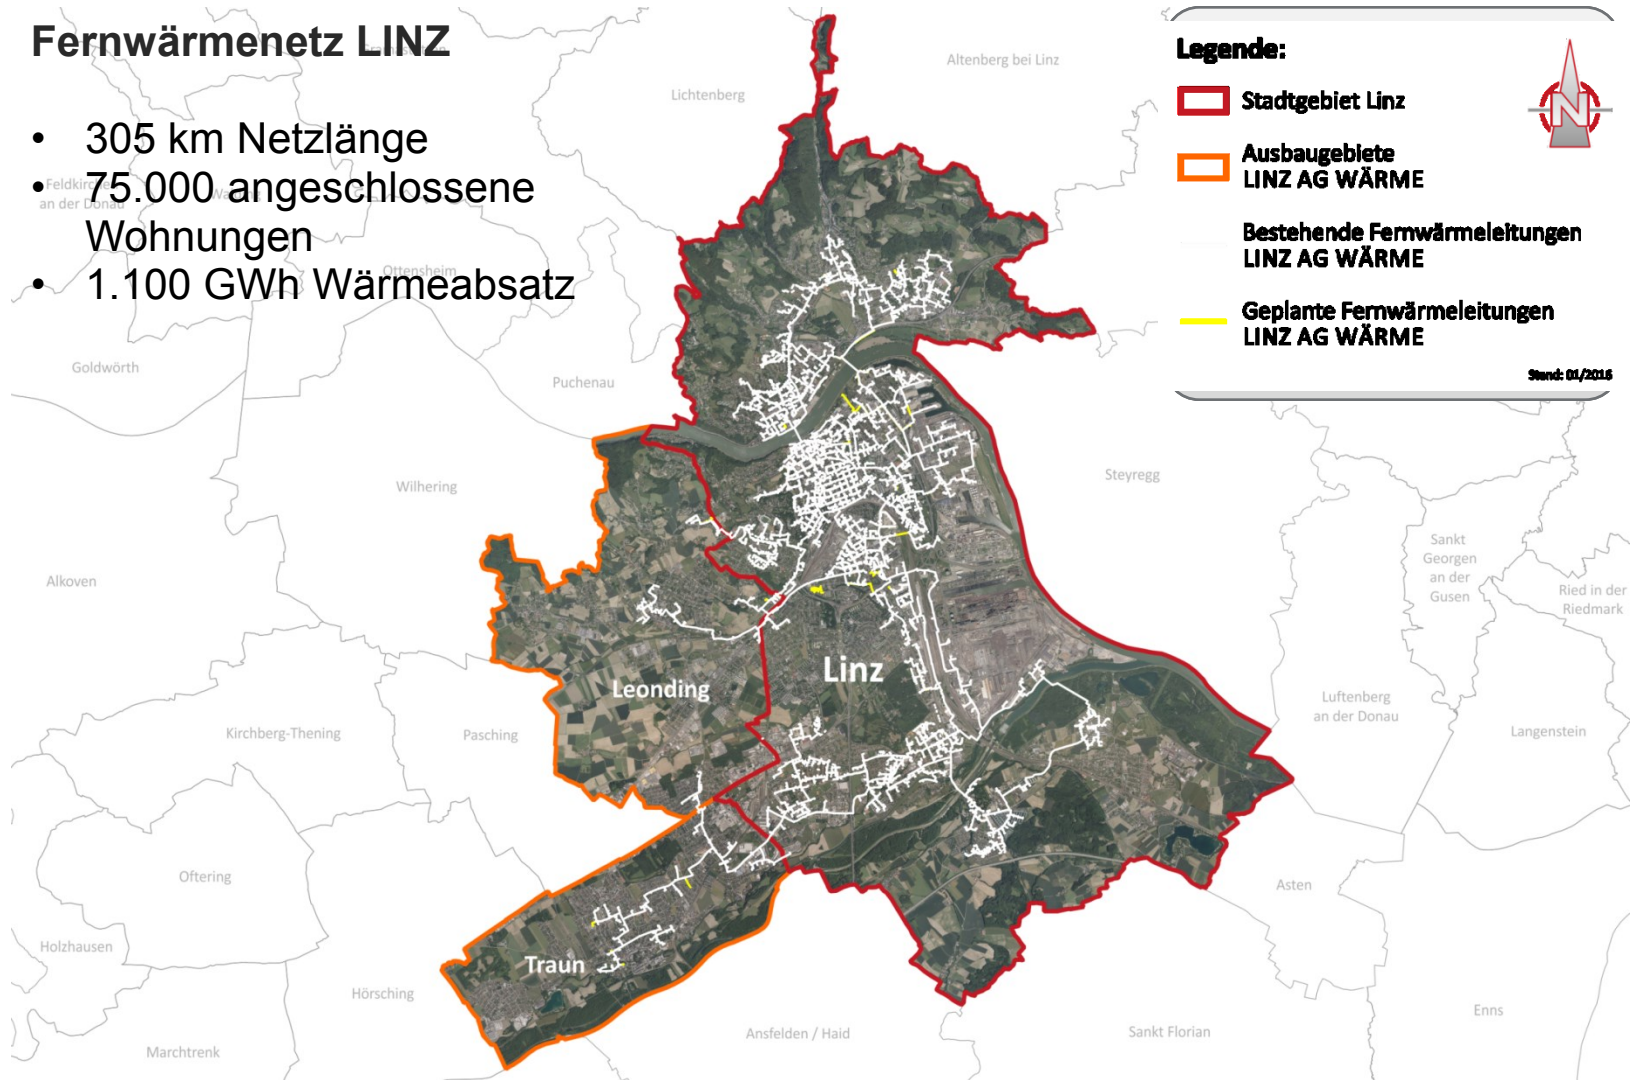 Fernwärmenetz LINZ
• 305 km Netzlänge
• 75.000 angeschlossene
Wohnungen
• 1.100 GWh Wärmeabsatz
Legende:
Stadtgebiet Linz
Ausbaugebiete
LINZ AG WÄRME
Bestehende Fernwärmeleitungen
LINZ AG WÄRME
Geplante Fernwärmeleitungen
LINZ AG WÄRME
Stand: 01/2016
N
Altenberg bei Linz
Lichtenberg
Feldkirchen
an der Donau
Ottensheim
Goldwörth
Puchenau
Wilhering
Steyregg
Alkoven
Sankt
Georgen
an der
Gusen
Ried in der
Riedmark
Linz
Leonding
Luftenberg
an der Donau
Langenstein
Kirchberg-Thening
Pasching
Oftering
Asten
Holzhausen
Traun
Hörsching
Enns
Ansfelden / Haid
Sankt Florian
Marchtrenk